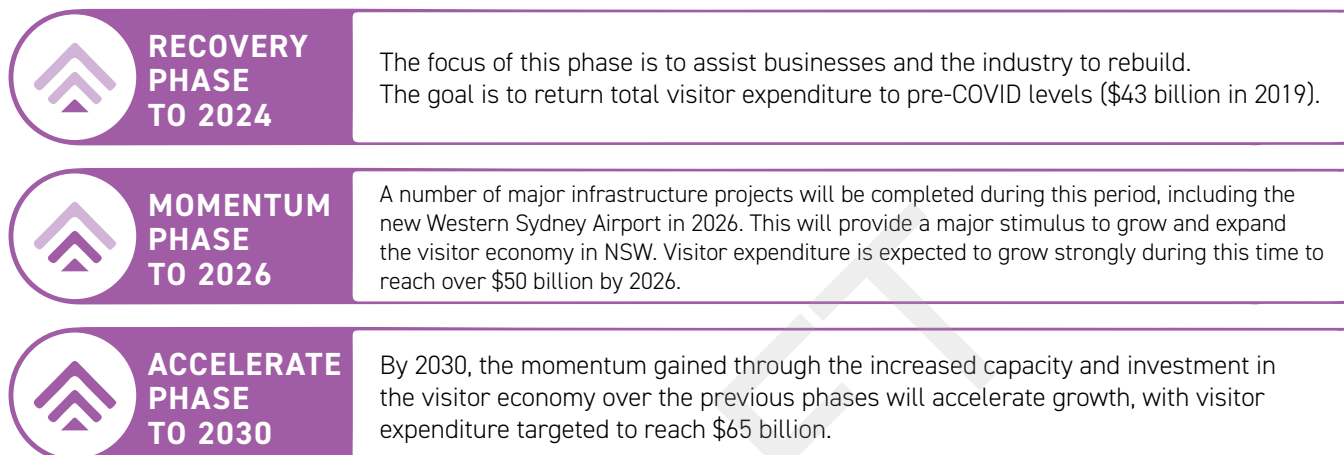 RECOVERY
PHASE
TO 2024
The focus of this phase is to assist businesses and the industry to rebuild.
The goal is to return total visitor expenditure to pre-COVID levels ($43 billion in 2019).
MOMENTUM
PHASE
TO 2026
A number of major infrastructure projects will be completed during this period, including the
new Western Sydney Airport in 2026. This will provide a major stimulus to grow and expand
the visitor economy in NSW. Visitor expenditure is expected to grow strongly during this time to
reach over $50 billion by 2026.
ACCELERATE
PHASE
TO 2030
By 2030, the momentum gained through the increased capacity and investment in
the visitor economy over the previous phases will accelerate growth, with visitor
expenditure targeted to reach $65 billion.